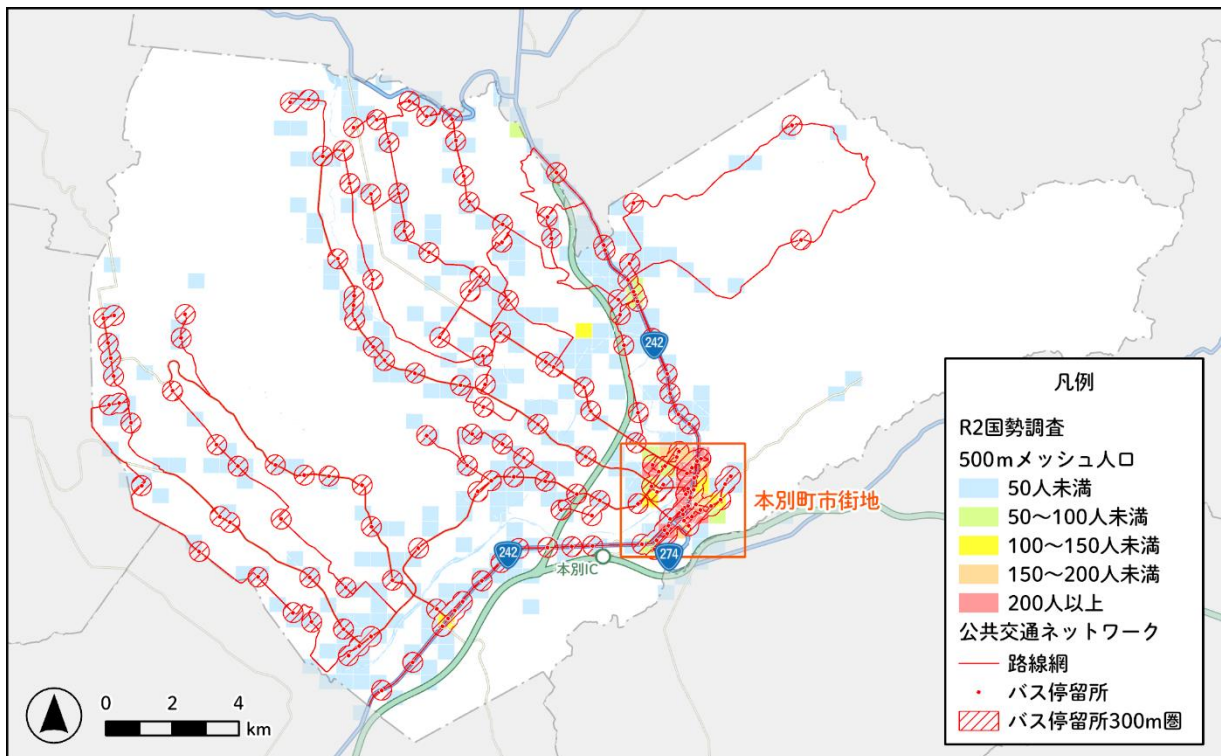 242
凡例
R2国勢調査
500mメッシュ人口
50人未満
50～100人未満
100～150人未満
150～200人未満
200人以上
公共交通ネットワーク
路線網
バス停留所
バス停留所300m圏
本別町市街地
242
274
本別IC
0 2 4
km